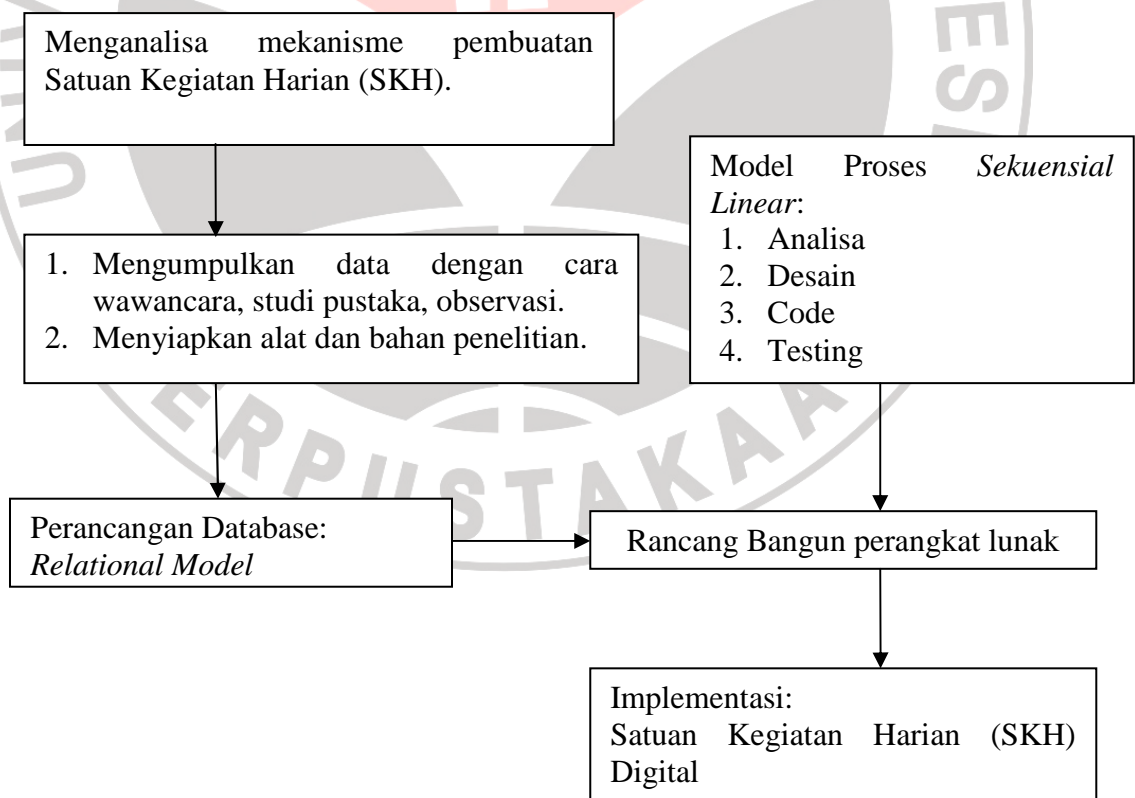 Menganalisa mekanisme pembuatan
Satuan Kegiatan Harian (SKH).
1. Mengumpulkan data dengan cara
wawancara, studi pustaka, observasi.
2. Menyiapkan alat dan bahan penelitian.
Model Proses Sekuensial
Linear:
1. Analisa
2. Desain
3. Code
4. Testing
Perancangan Database:
Relational Model
Rancang Bangun perangkat lunak
Implementasi:
Satuan Kegiatan Harian (SKH)
Digital
ERPUSTAKAA